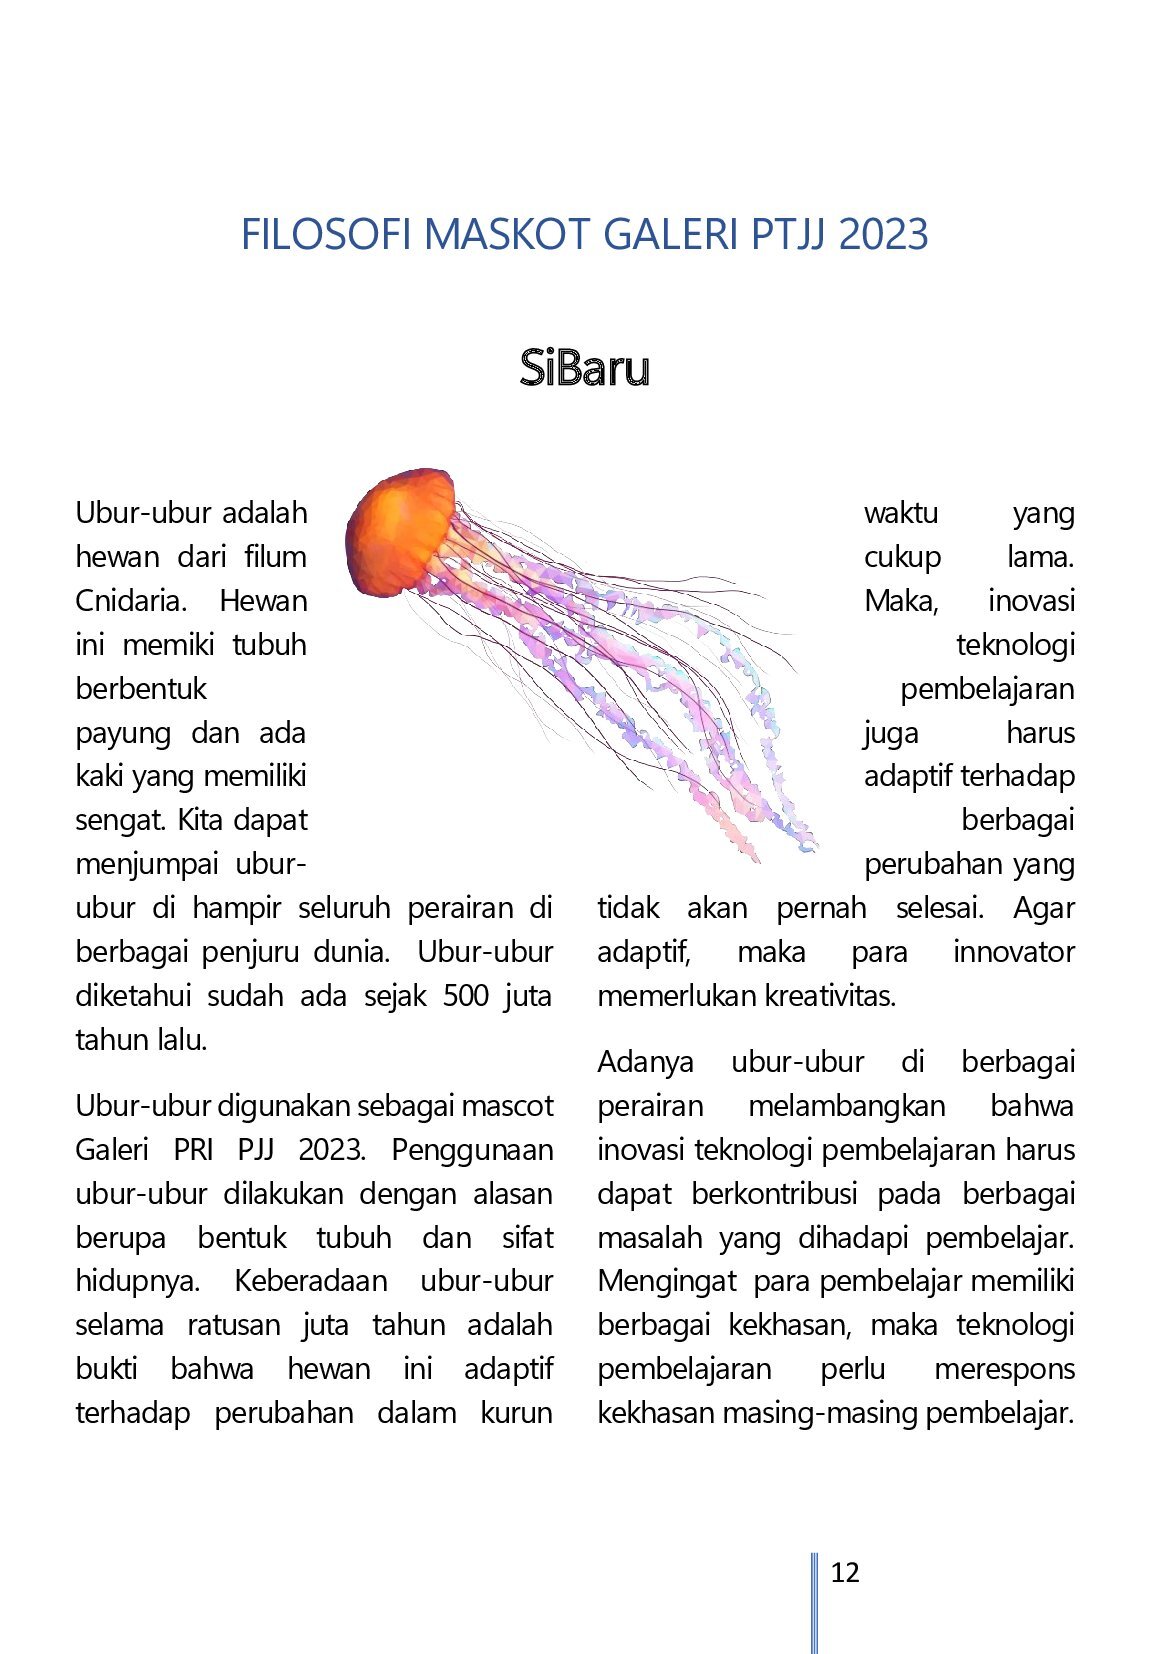 FILOSOFI MASKOT GALERI PTJJ 2023
SiBaru
Ubur-ubur adalah
hewan dari filum
Cnidaria. Hewan
ini memiki tubuh
berbentuk
payung dan ada
kaki yang memiliki
sengat. Kita dapat
menjumpai ubur-
ubur di hampir seluruh perairan di
berbagai penjuru dunia. Ubur-ubur
diketahui sudah ada sejak 500 juta
tahun lalu.
Ubur-ubur digunakan sebagai mascot
Galeri PRI PJJ 2023. Penggunaan
ubur-ubur dilakukan dengan alasan
berupa bentuk tubuh dan sifat
hidupnya. Keberadaan ubur-ubur
selama ratusan juta tahun adalah
bukti bahwa hewan ini adaptif
terhadap perubahan dalam kurun
waktu yang
cukup lama.
Maka, inovasi
teknologi
pembelajaran
juga harus
adaptif terhadap
berbagai
perubahan yang
tidak akan pernah selesai. Agar
adaptif, maka para innovator
memerlukan kreativitas.
Adanya ubur-ubur di berbagai
perairan melambangkan bahwa
inovasi teknologi pembelajaran harus
dapat berkontribusi pada berbagai
masalah yang dihadapi pembelajar.
Mengingat para pembelajar memiliki
berbagai kekhasan, maka teknologi
pembelajaran perlu merespons
kekhasan masing-masing pembelajar.
12